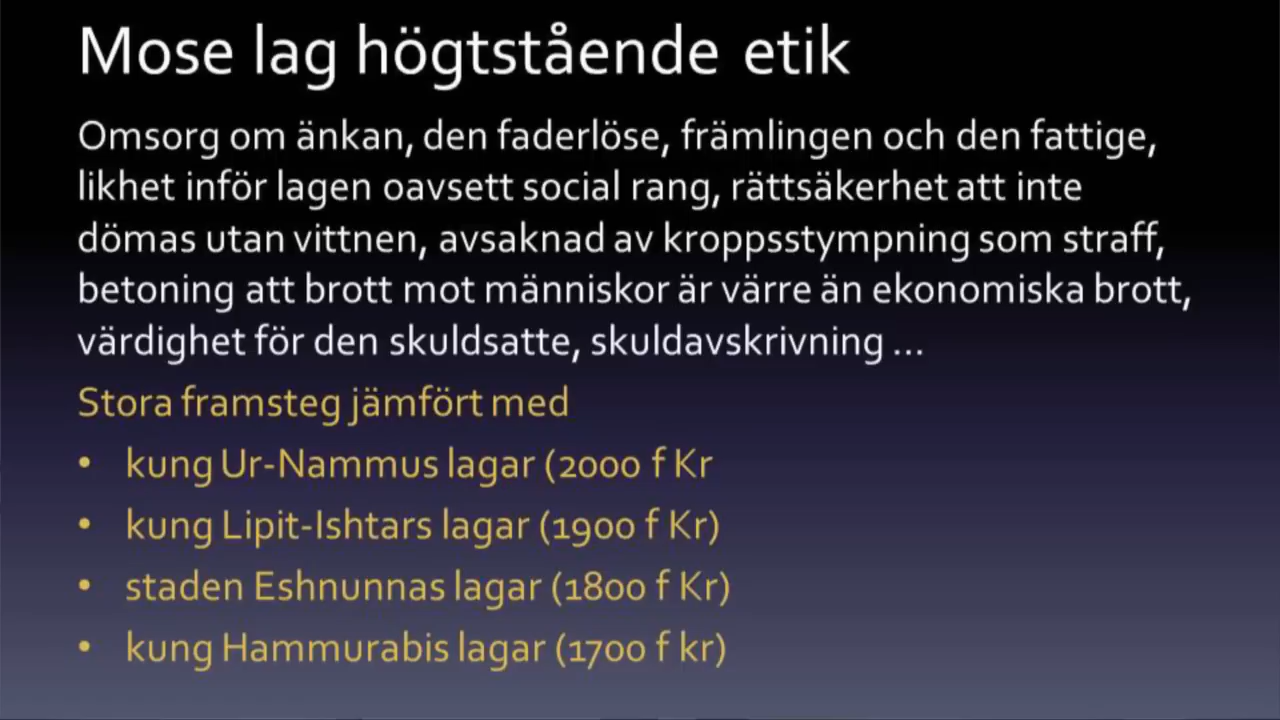 Mose lag högtstående etik
Omsorg om änkan, den faderlöse, främlingen och den fattige,
likhet inför lagen oavsett social rang, rättsäkerhet att inte
dömas utan vittnen, avsaknad av kroppsstympning som straff,
betoning att brott mot människor är värre än ekonomiska brott,
värdighet för den skuldsatte, skuldavskrivning ...
Stora framsteg jämfört med
• kung Ur-Nammus lagar (2000 f Kr
• kung Lipit-Ishtars lagar (1900 f Kr)
• staden Eshnunnas lagar (1800 f Kr)
• kung Hammurabis lagar (1700 f kr)